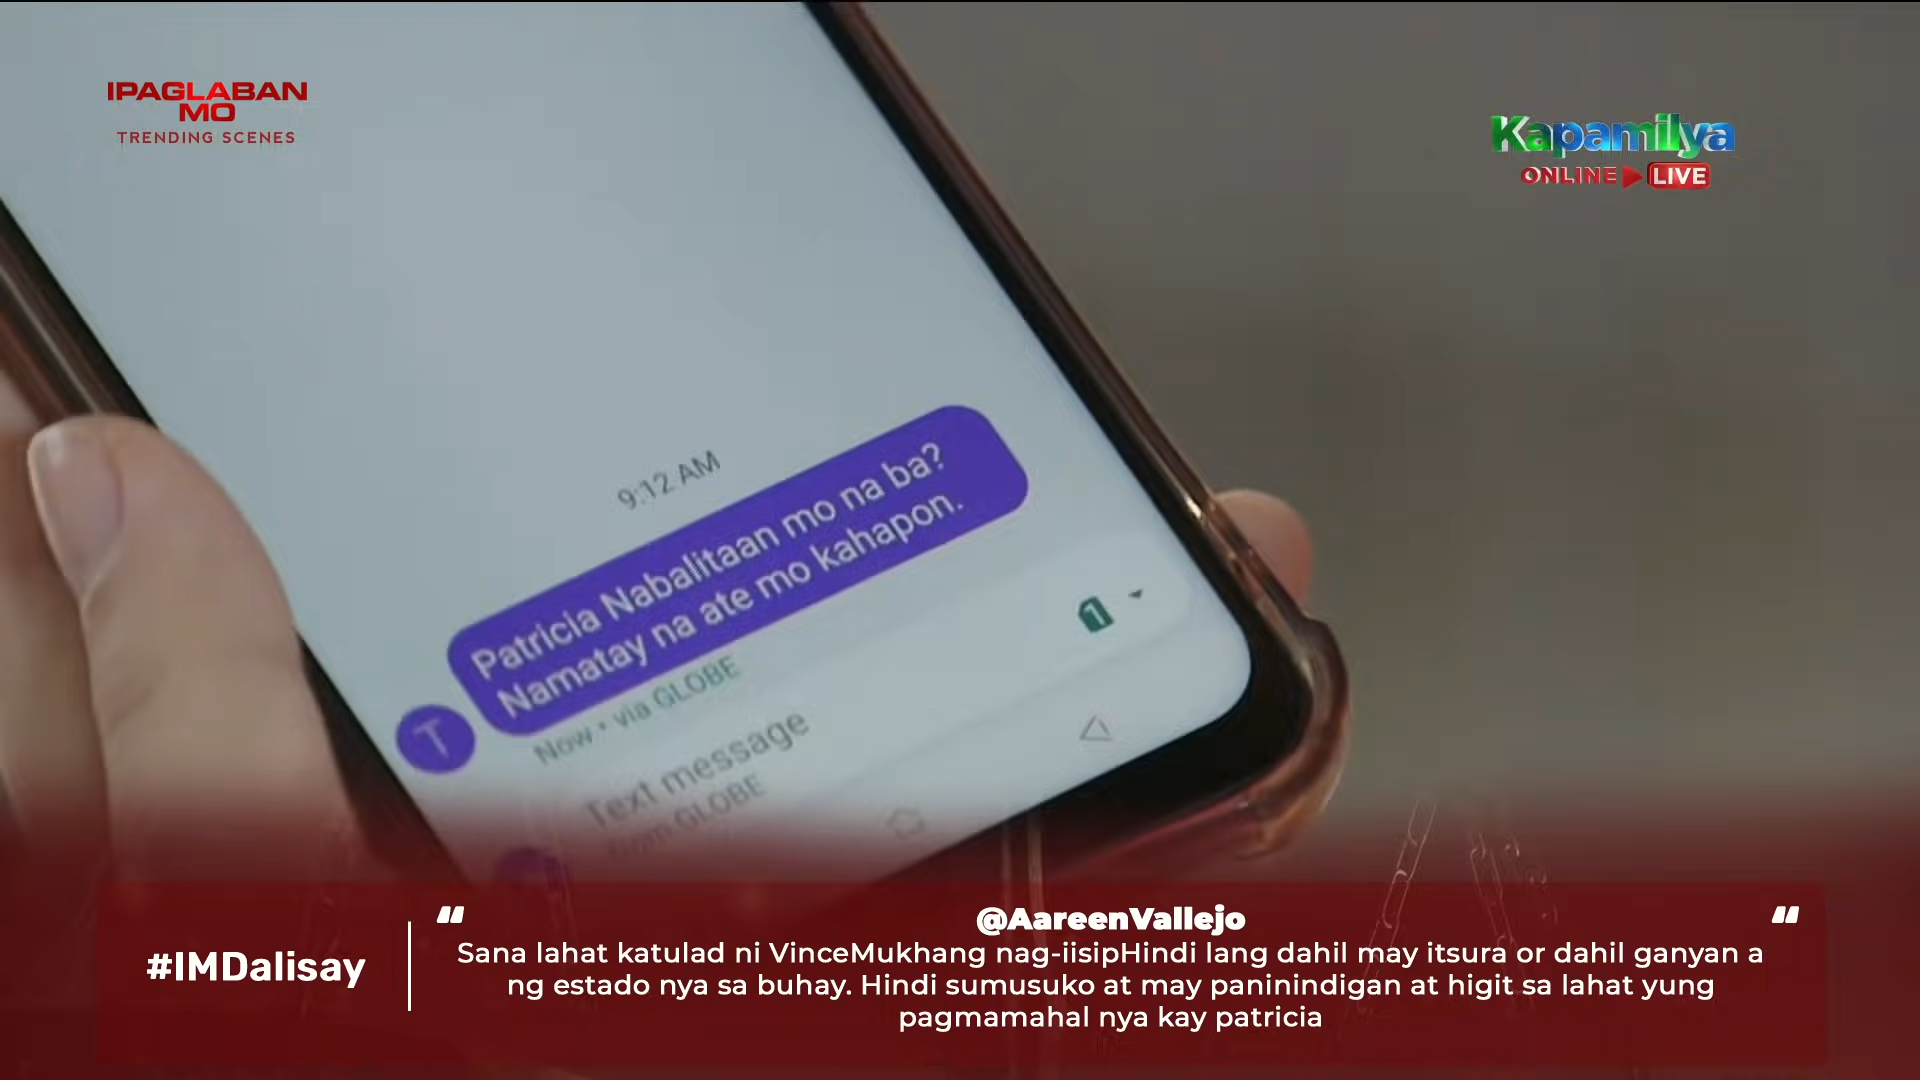 IPAGLABAN
MO
TRENDING SCENES
Kapamilya
ONLINE LIVE
9:12 AM
Patricia Nabalitaan mo na ba?
Namatay na ate mo kahapon.
T
Now • via GLOBE
1
Text message
From GLOBE
#IMDalisay
“
@AareenVallejo
“
Sana lahat katulad ni VinceMukhang nag-iisipHindi lang dahil may itsura or dahil ganyan a
ng estado nya sa buhay. Hindi sumusuko at may paninindigan at higit sa lahat yung
pagmamahal nya kay patricia